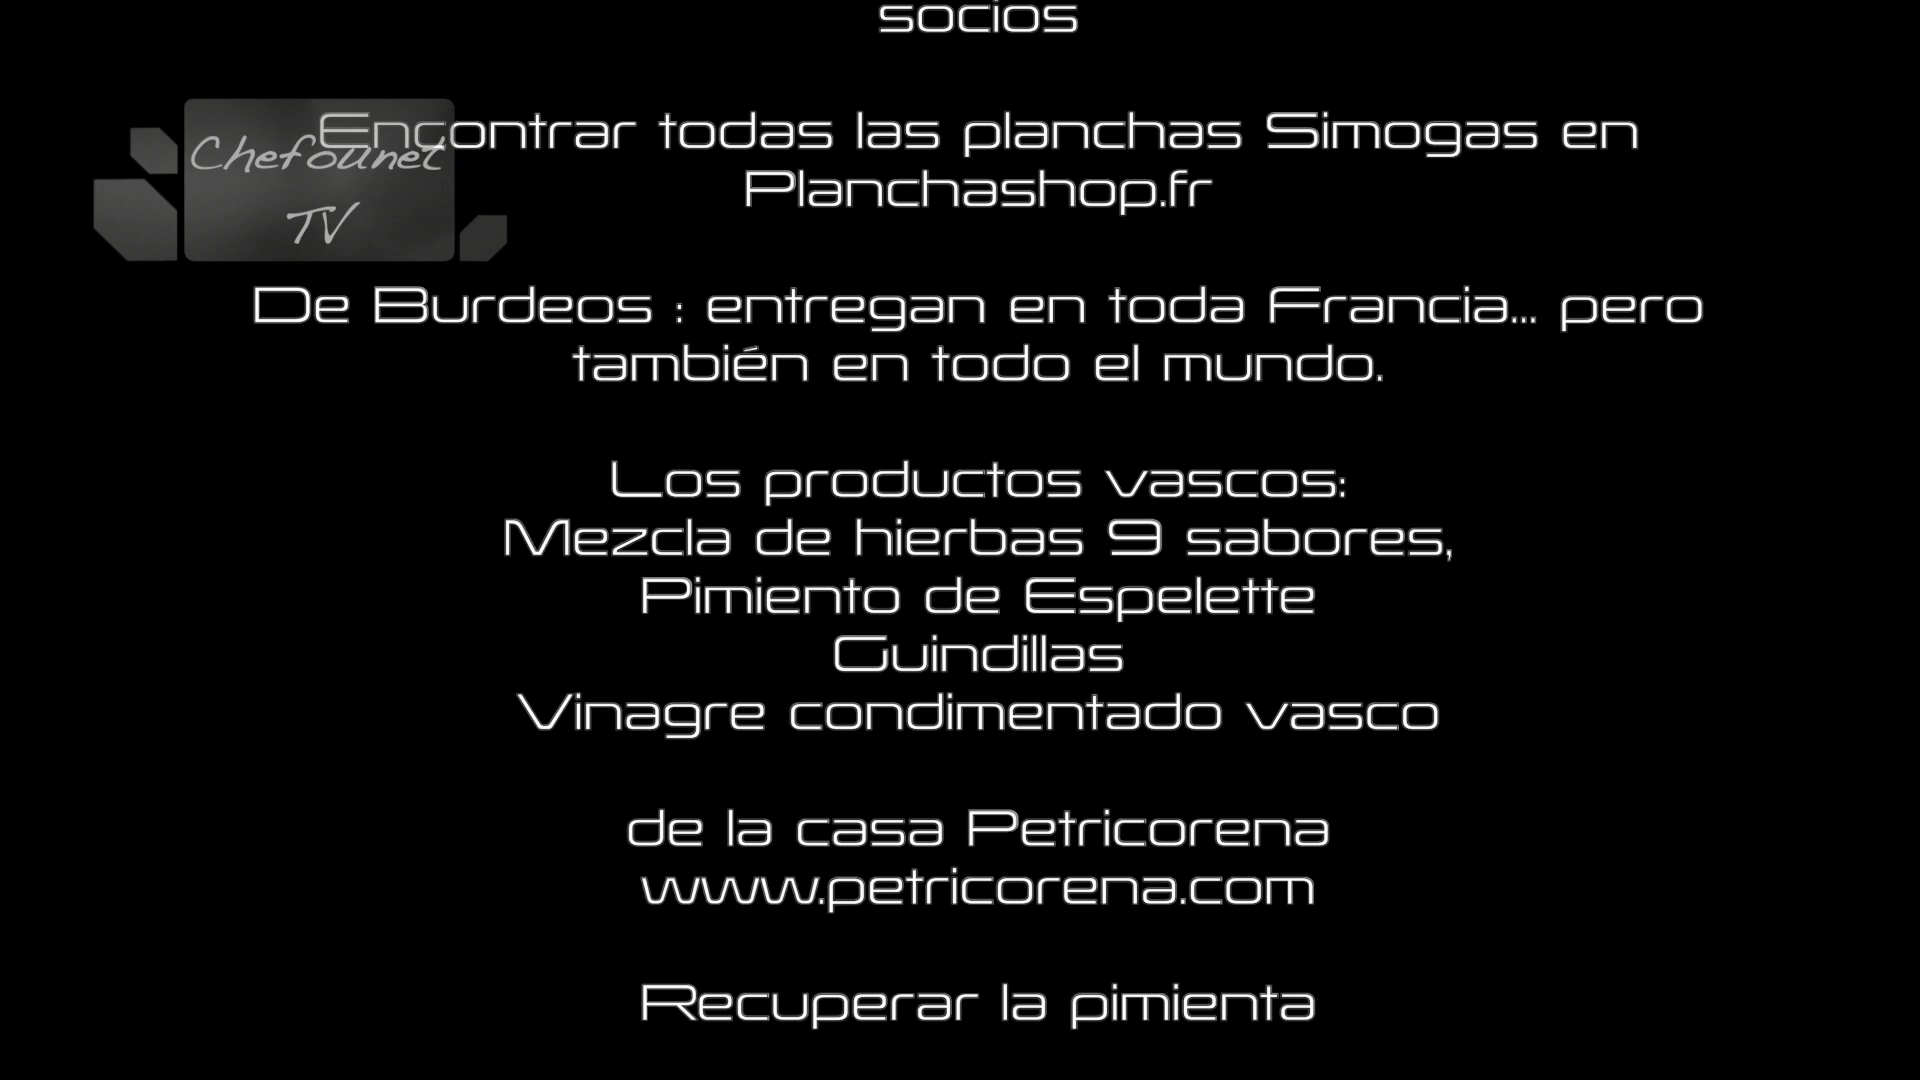 socios
Encontrar todas las planchas Simogas en
Planchashop.fr
Chefounet
TV
De Burdeos : entregan en toda Francia... pero
también en todo el mundo.
Los productos vascos:
Mezcla de hierbas 9 sabores,
Pimiento de Espelette
Guindillas
Vinagre condimentado vasco
de la casa Petricorena
www.petricorena.com
Recuperar la pimienta